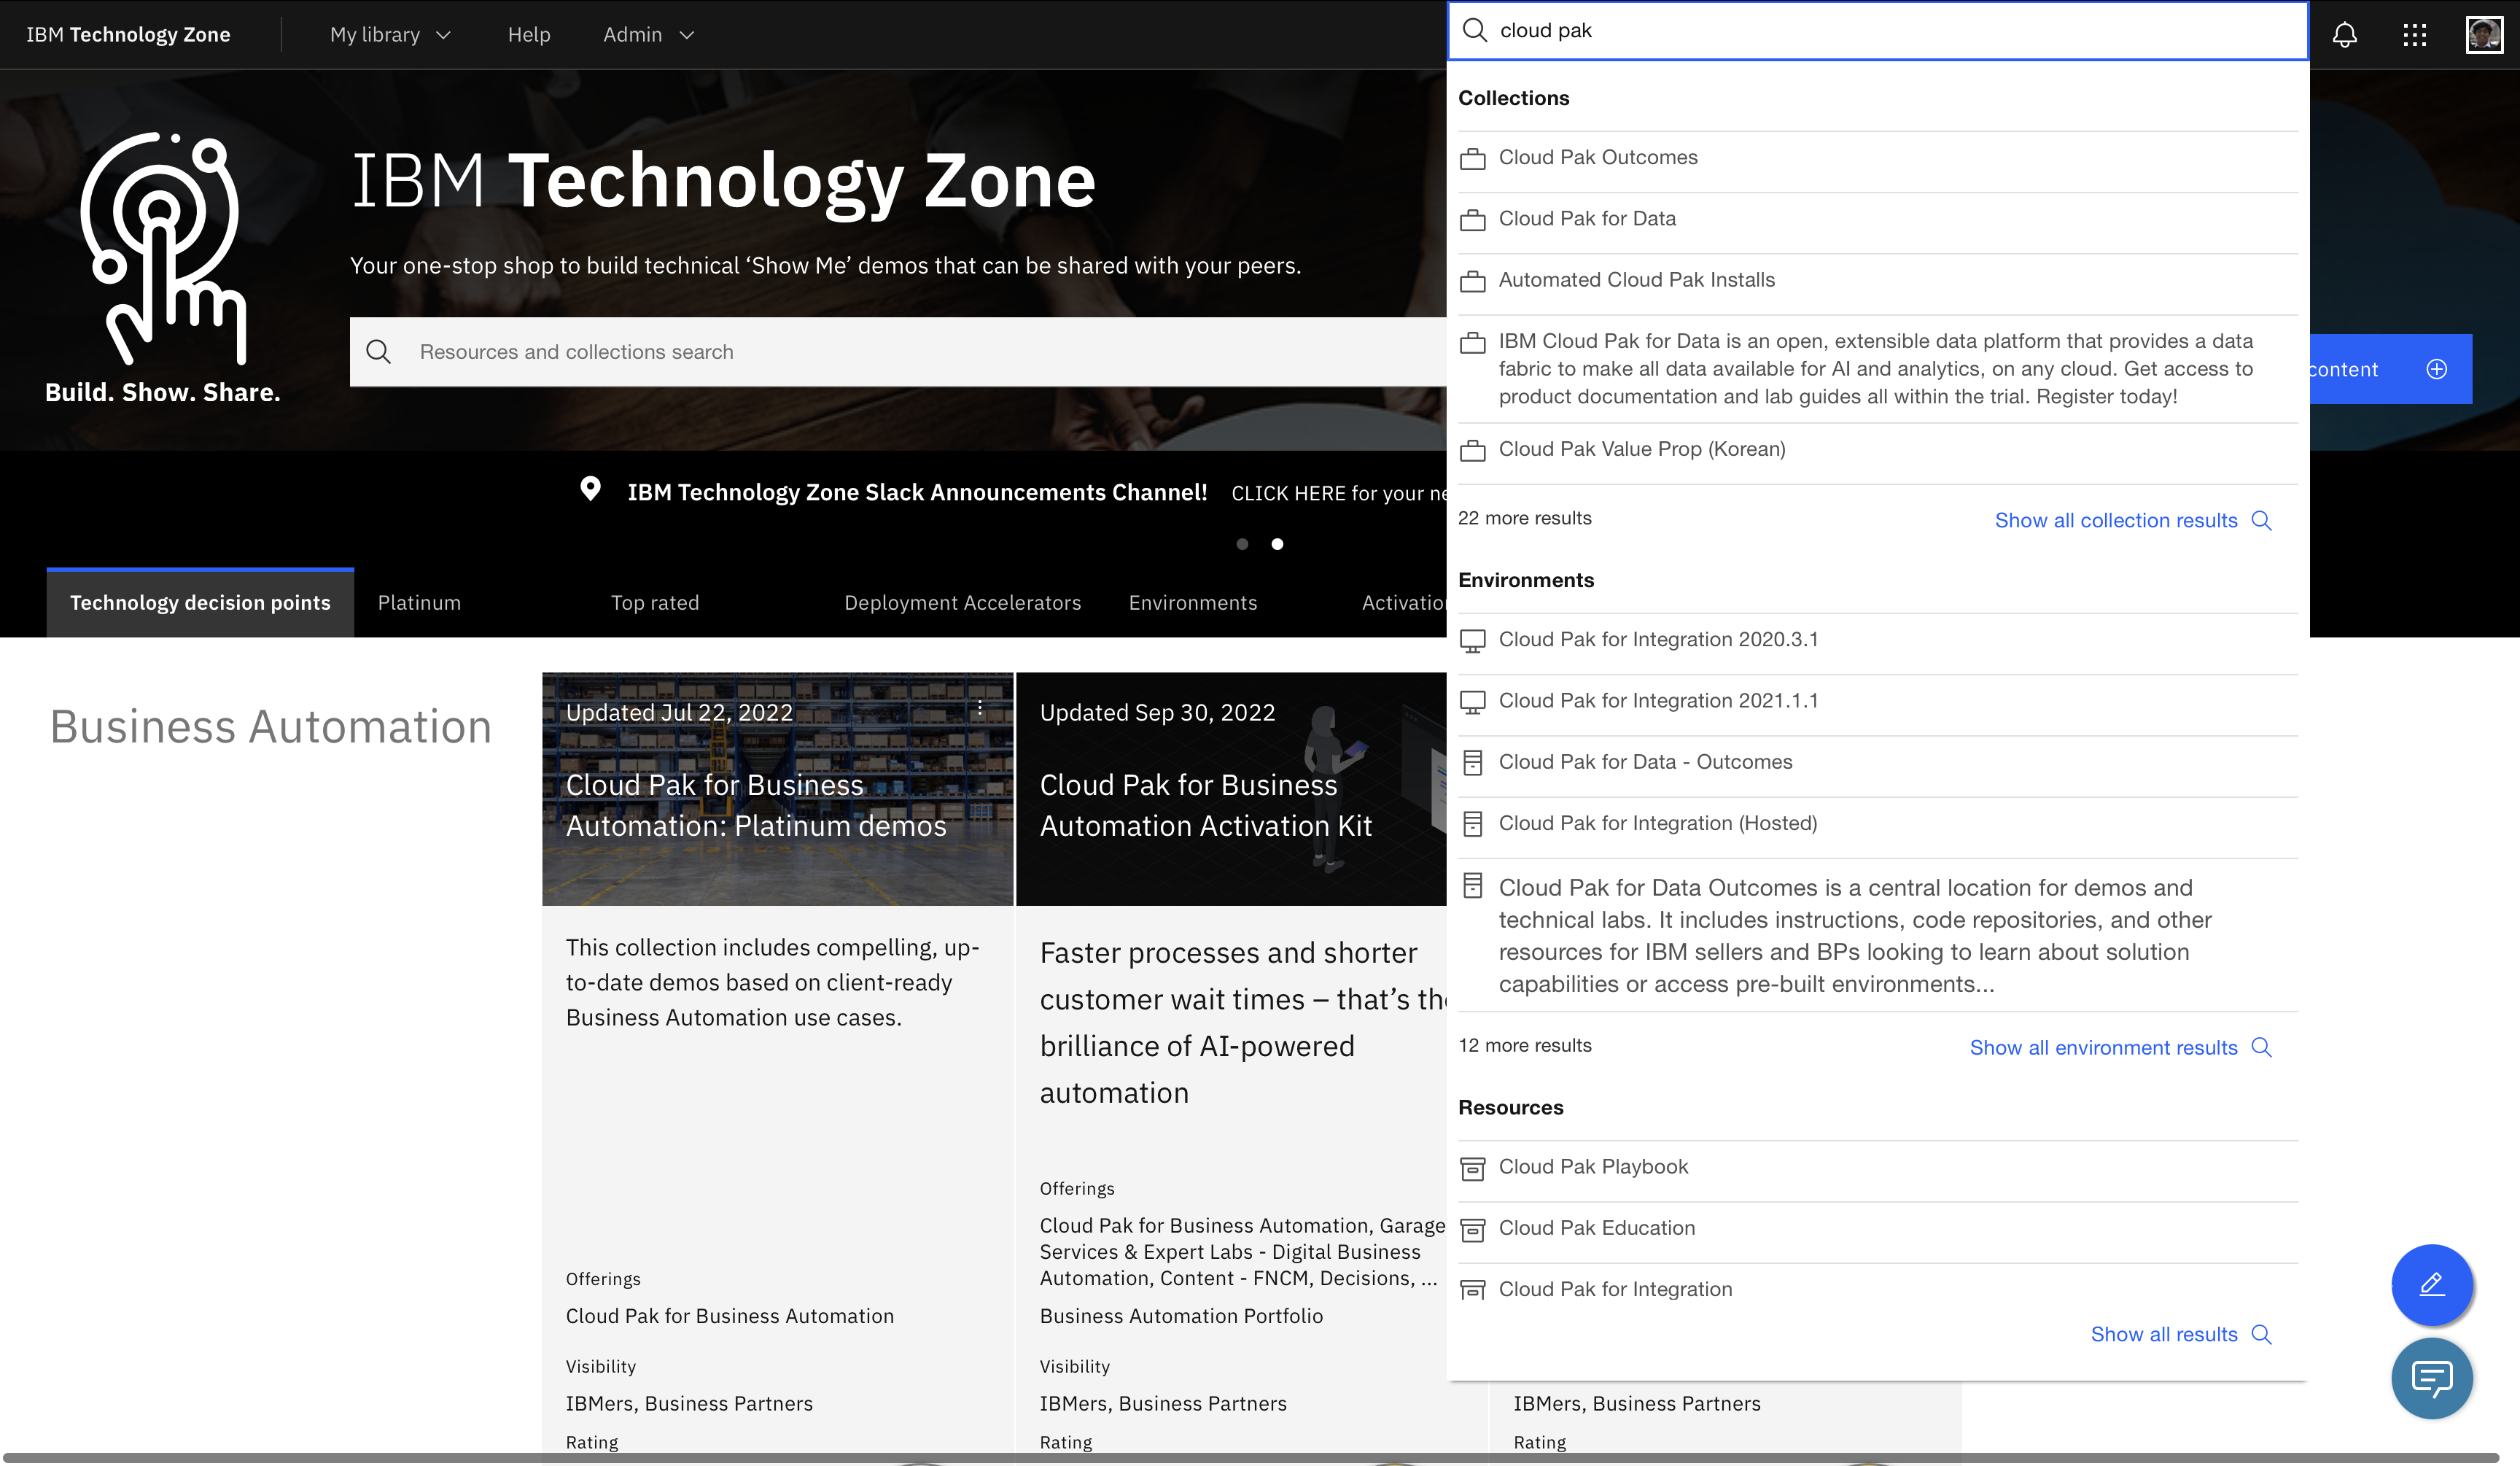 IBM Technology Zone
My library
Help
Admin
cloud pak
Build. Show. Share.
IBM Technology Zone
Your one-stop shop to build technical ‘Show Me’ demos that can be shared with your peers.
Resources and collections search
content
IBM Technology Zone Slack Announcements Channel! CLICK HERE for your
Technology decision points
Platinum
Top rated
Deployment Accelerators
Environments
Collections
Cloud Pak Outcomes
Cloud Pak for Data
Automated Cloud Pak Installs
IBM Cloud Pak for Data is an open, extensible data platform that provides a data
fabric to make all data available for AI and analytics, on any cloud. Get access to
product documentation and lab guides all within the trial. Register today!
Cloud Pak Value Prop (Korean)
22 more results
Show all collection results
Environments
Cloud Pak for Integration 2020.3.1
Cloud Pak for Integration 2021.1.1
Cloud Pak for Data - Outcomes
Cloud Pak for Integration (Hosted)
Cloud Pak for Data Outcomes is a central location for demos and
technical labs. It includes instructions, code repositories, and other
resources for IBM sellers and BPs looking to learn about solution
capabilities or access pre-built environments...
12 more results
Show all environment results
Resources
Cloud Pak Playbook
Cloud Pak Education
Cloud Pak for Integration
Show all results
Business Automation
Updated Jul 22, 2022
Cloud Pak for Business
Automation: Platinum demos
This collection includes compelling, up-
to-date demos based on client-ready
Business Automation use cases.
Offerings
Cloud Pak for Business Automation
Visibility
IBMers, Business Partners
Rating
Updated Sep 30, 2022
Cloud Pak for Business
Automation Activation Kit
Faster processes and shorter
customer wait times – that’s the
brilliance of AI-powered
automation
Offerings
Cloud Pak for Business Automation, Garage
Services & Expert Labs - Digital Business
Automation, Content - FNCM, Decisions, ...
Business Automation Portfolio
Visibility
IBMers, Business Partners
Rating
IBMers, Business Partners
Rating